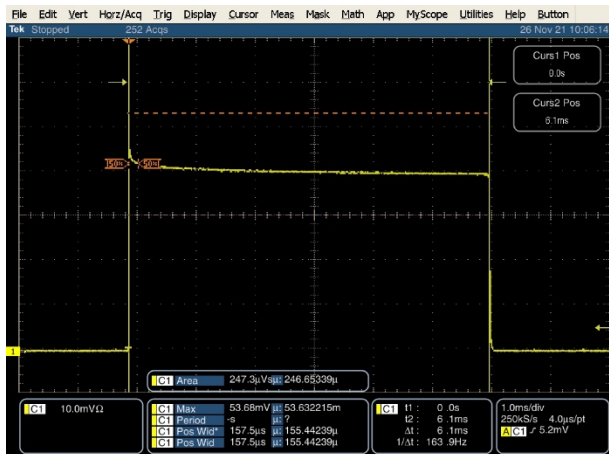 File Edit Vert Horz/Acq Trig Display Cursor Meas Mask Math App MyScope Utilities Help Button
Tek Stopped 252 Acqs 26 Nov 21 10:06:14
Curs1 Pos
0.0s
Curs2 Pos
6.1ms
50% 50%
1
C1 Area 247.3µVs µ: 246.65339µ
C1 10.0mVΩ
C1 Max 53.68mV µ: 53.632215m
C1 Period -s µ: ?
C1 Pos Wid* 157.5µs µ: 155.44239µ
C1 Pos Wid 157.5µs µ: 155.44239µ
C1 t1 : 0 .0s
t2 : 6 .1ms
Δt : 6 .1ms
1/Δt : 163 .9Hz
1.0ms/div
250kS/s 4.0µs/pt
A C1 5.2mV